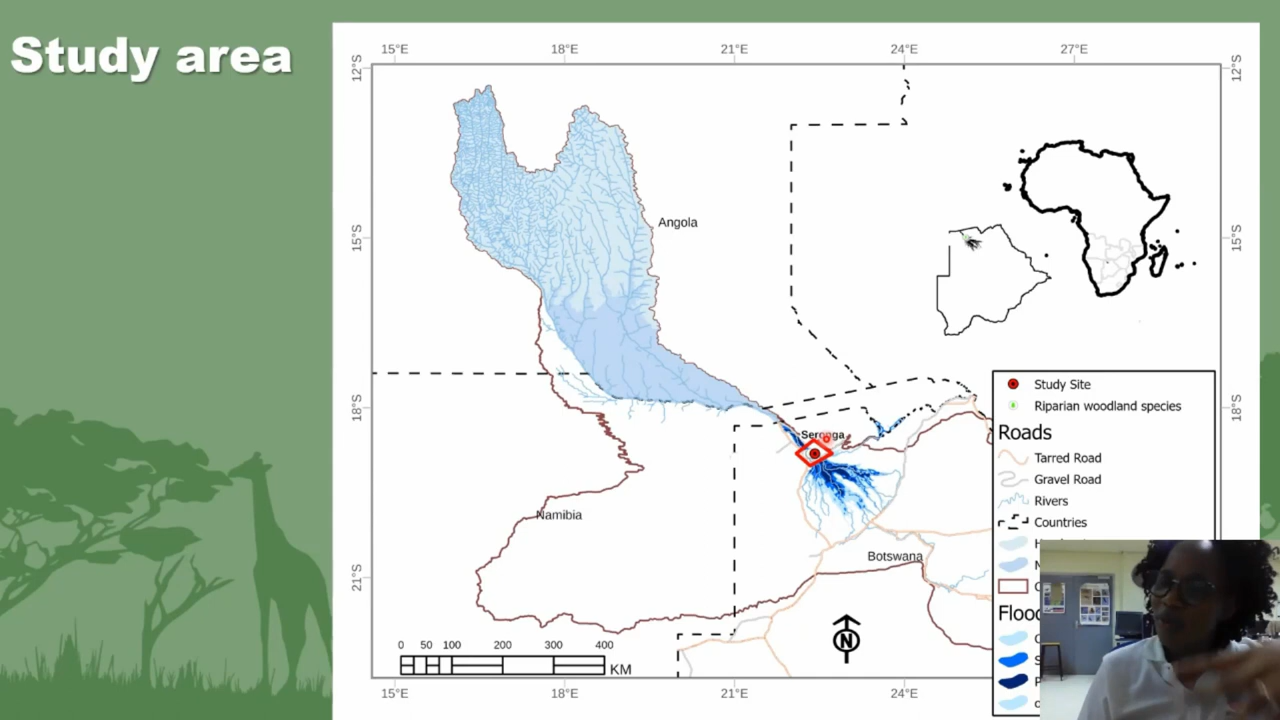 Study area
15°E 18°E 21°E 24°E 27°E
12°S 12°S
Angola
15°S 15°S
18°S 18°S
Seronga
Namibia
Botswana
21°S
Study Site
Riparian woodland species
Roads
Tarred Road
Gravel Road
Rivers
Countries
Floo
N
0 50 100 200 300 400
KM
15°E 18°E 21°E 24°E